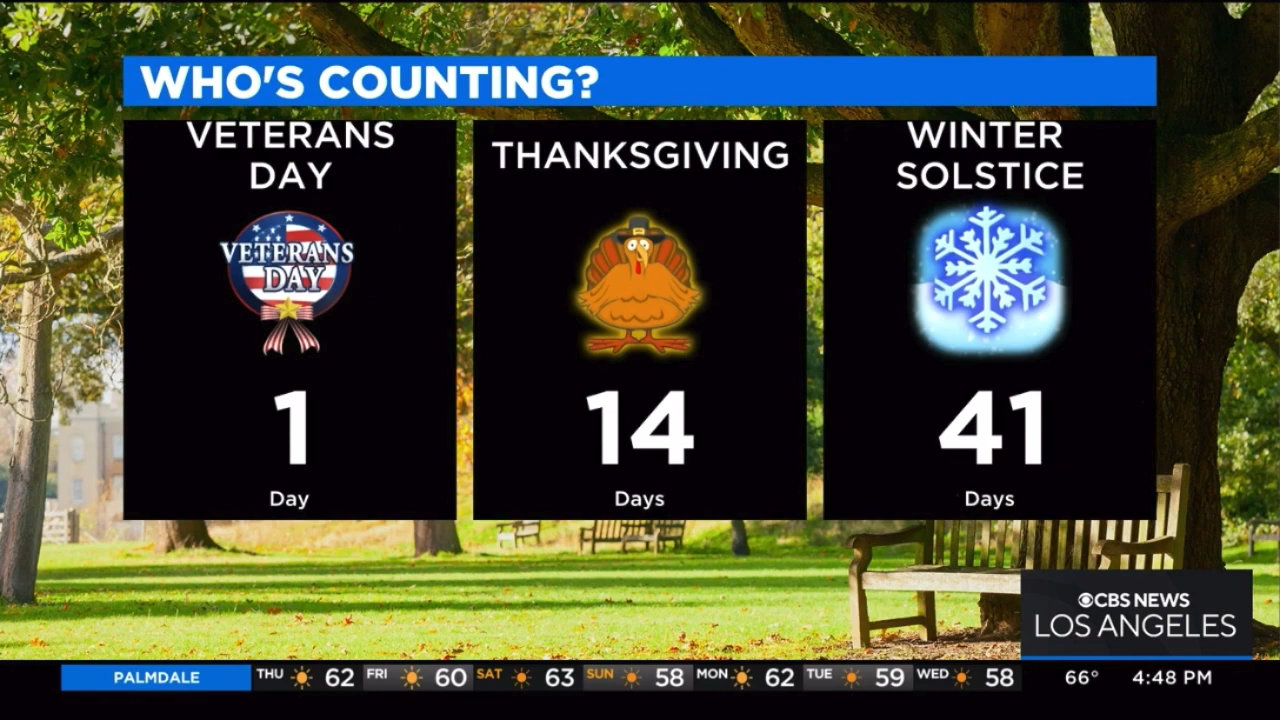 WHO'S COUNTING?
VETERANS
DAY
VETERANS
DAY
1
Day
THANKSGIVING
14
Days
WINTER
SOLSTICE
41
Days
CBS NEWS
LOS ANGELES
PALMDALE THU 62 FRI 60 SAT 63 SUN 58 MON 62 TUE 59 WED 58 66° 4:48 PM